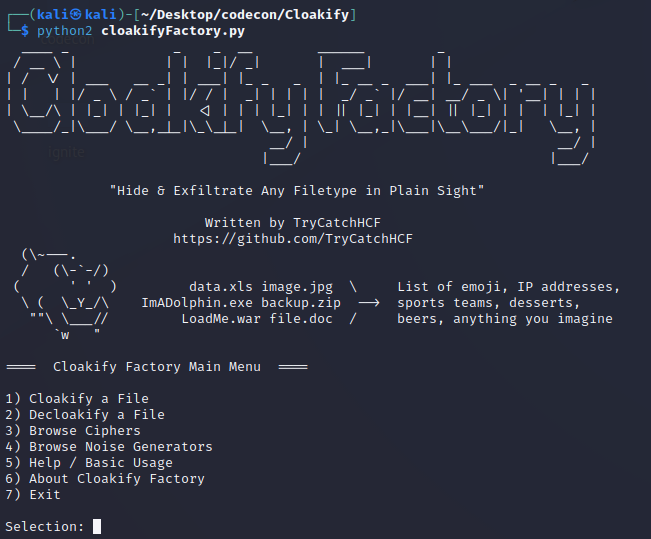 (kali㉿kali)-[~/Desktop/codecon/Cloakify]
$ python2 cloakifyFactory.py
Cloakify Factory
"Hide & Exfiltrate Any Filetype in Plain Sight"
Written by TryCatchHCF
https://github.com/TryCatchHCF
data.xls image.jpg \ List of emoji, IP addresses,
ImADolphin.exe backup.zip --> sports teams, desserts,
LoadMe.war file.doc / beers, anything you imagine
==== Cloakify Factory Main Menu ====
1) Cloakify a File
2) Decloakify a File
3) Browse Ciphers
4) Browse Noise Generators
5) Help / Basic Usage
6) About Cloakify Factory
7) Exit
Selection: